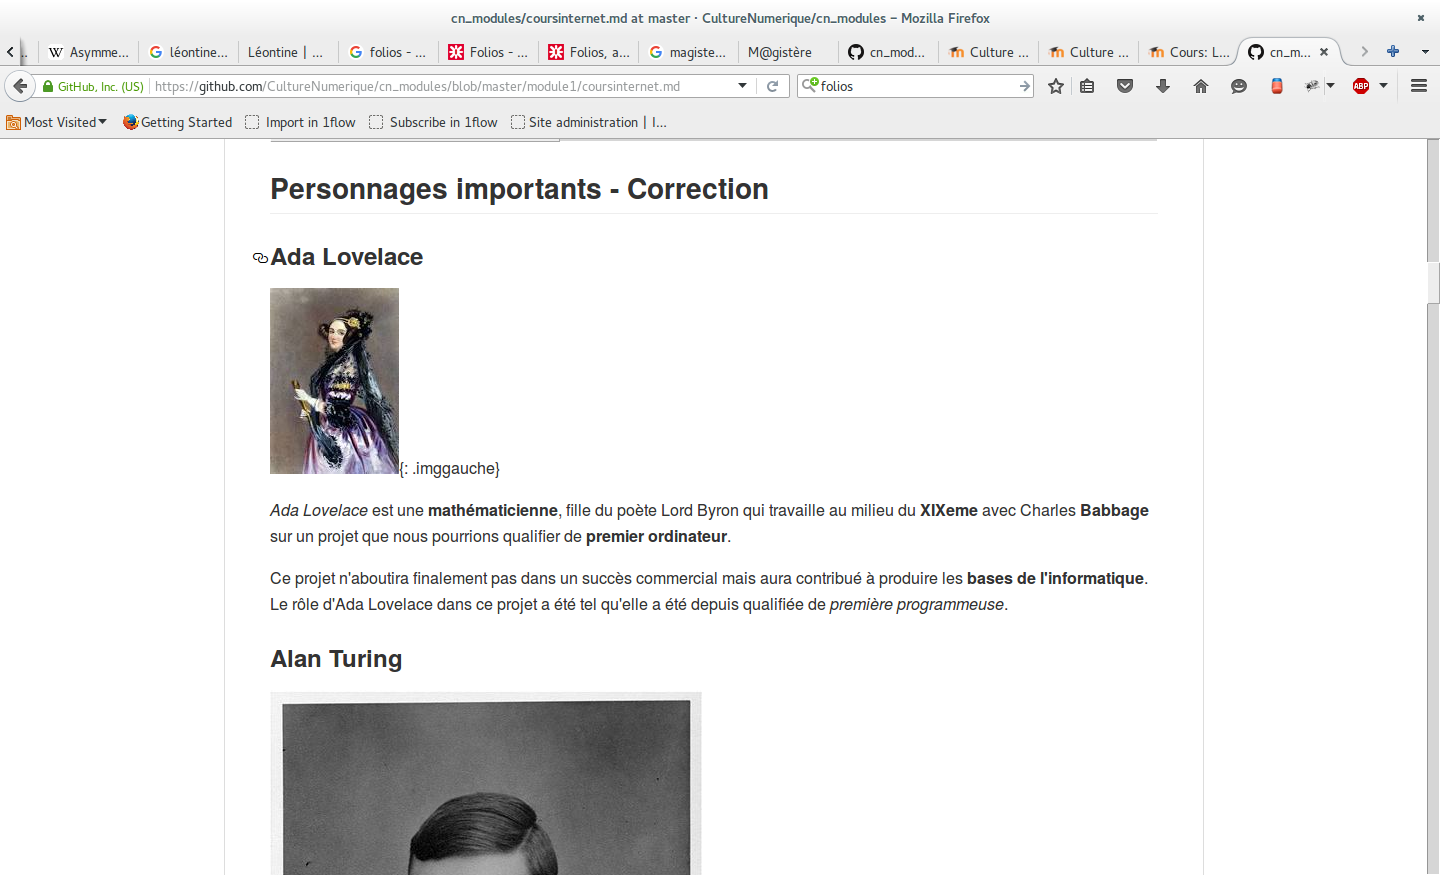 cn_modules/coursinternet.md at master · CultureNumerique/cn_modules – Mozilla Firefox
... Asymme... léontine... Léontine | ... folios - ... Folios - ... Folios, a... magiste... M@gistère cn_mod... Culture ... Culture ... Cours: L... cn_m...
GitHub, Inc. (US) https://github.com/CultureNumerique/cn_modules/blob/master/module1/coursinternet.md folios ABP
Most Visited Getting Started Import in 1flow Subscribe in 1flow Site administration | I...
Personnages importants - Correction
Ada Lovelace
{: .imggauche}
Ada Lovelace est une mathématicienne, fille du poète Lord Byron qui travaille au milieu du XIXeme avec Charles Babbage
sur un projet que nous pourrions qualifier de premier ordinateur.
Ce projet n'aboutira finalement pas dans un succès commercial mais aura contribué à produire les bases de l'informatique.
Le rôle d'Ada Lovelace dans ce projet a été tel qu'elle a été depuis qualifiée de première programmeuse.
Alan Turing